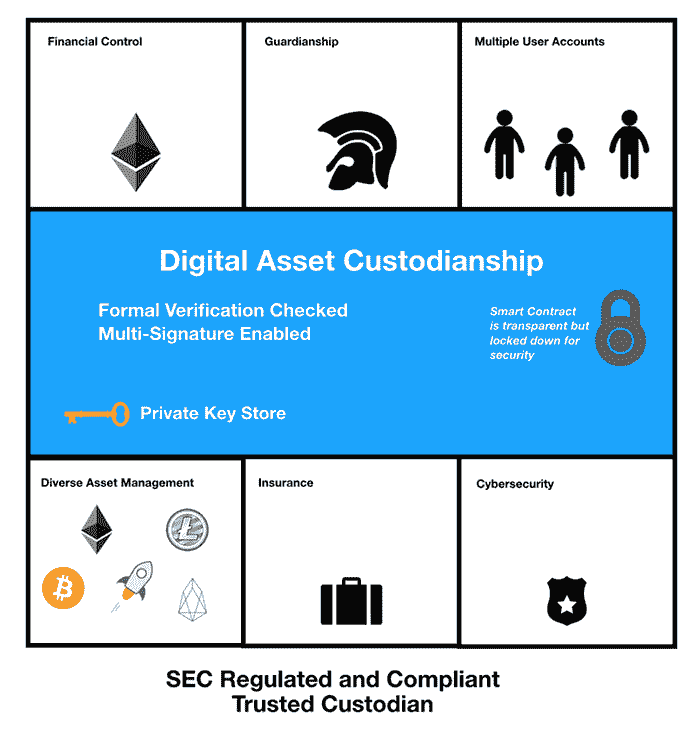 Financial Control
Guardianship
Multiple User Accounts
Digital Asset Custodianship
Formal Verification Checked
Multi-Signature Enabled
Smart Contract
is transparent but
locked down for
security
Private Key Store
Diverse Asset Management
Insurance
Cybersecurity
SEC Regulated and Compliant
Trusted Custodian